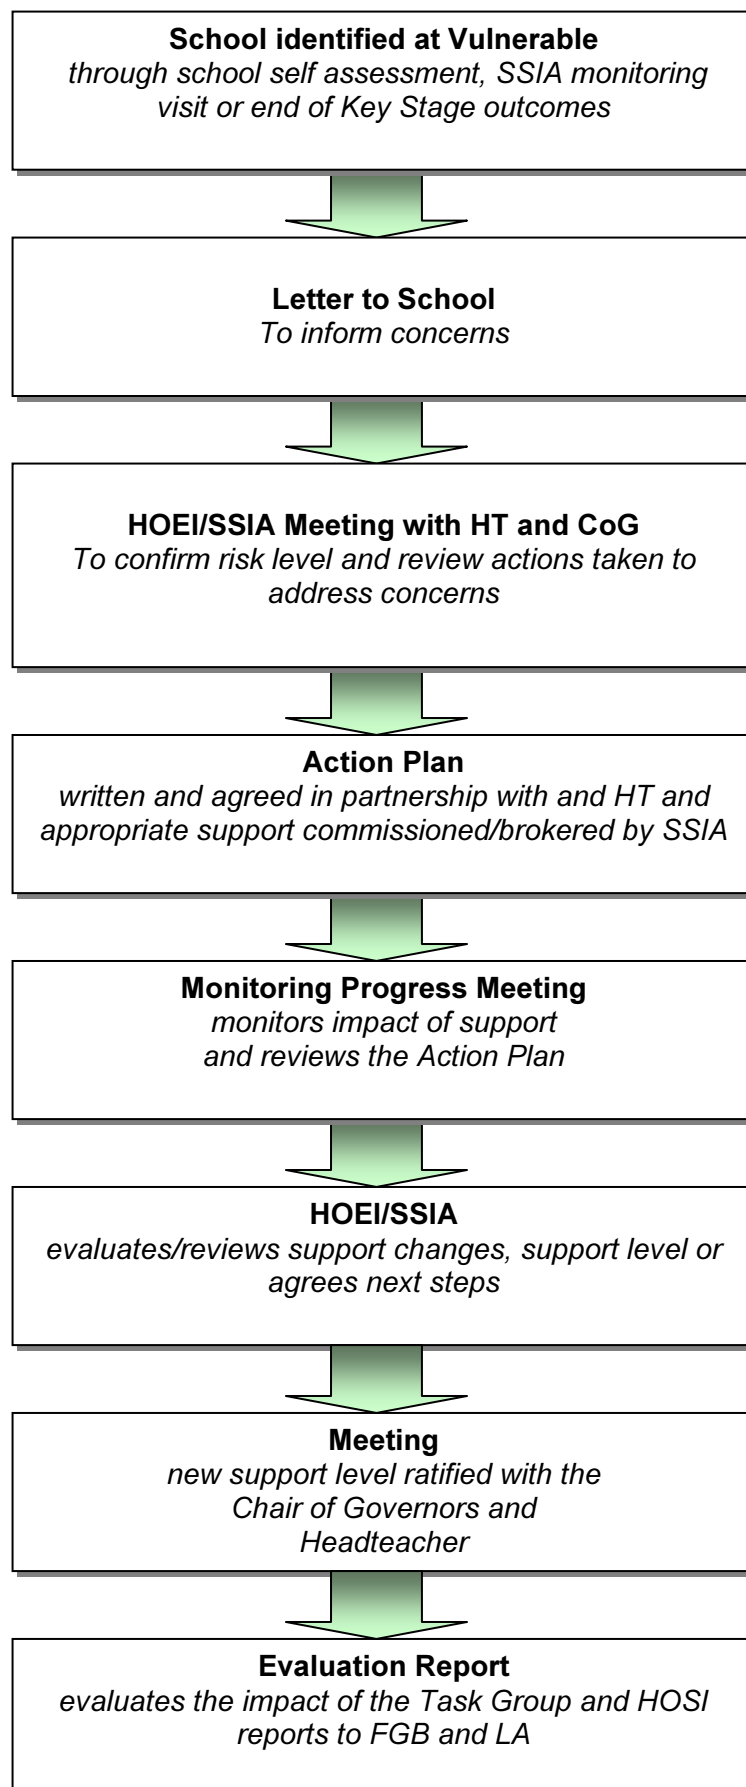 School identified at Vulnerable
through school self assessment, SSIA monitoring
visit or end of Key Stage outcomes
Letter to School
To inform concerns
HOEI/SSIA Meeting with HT and CoG
To confirm risk level and review actions taken to
address concerns
Action Plan
written and agreed in partnership with and HT and
appropriate support commissioned/brokered by SSIA
Monitoring Progress Meeting
monitors impact of support
and reviews the Action Plan
HOEI/SSIA
evaluates/reviews support changes, support level or
agrees next steps
Meeting
new support level ratified with the
Chair of Governors and
Headteacher
Evaluation Report
evaluates the impact of the Task Group and HOSI
reports to FGB and LA